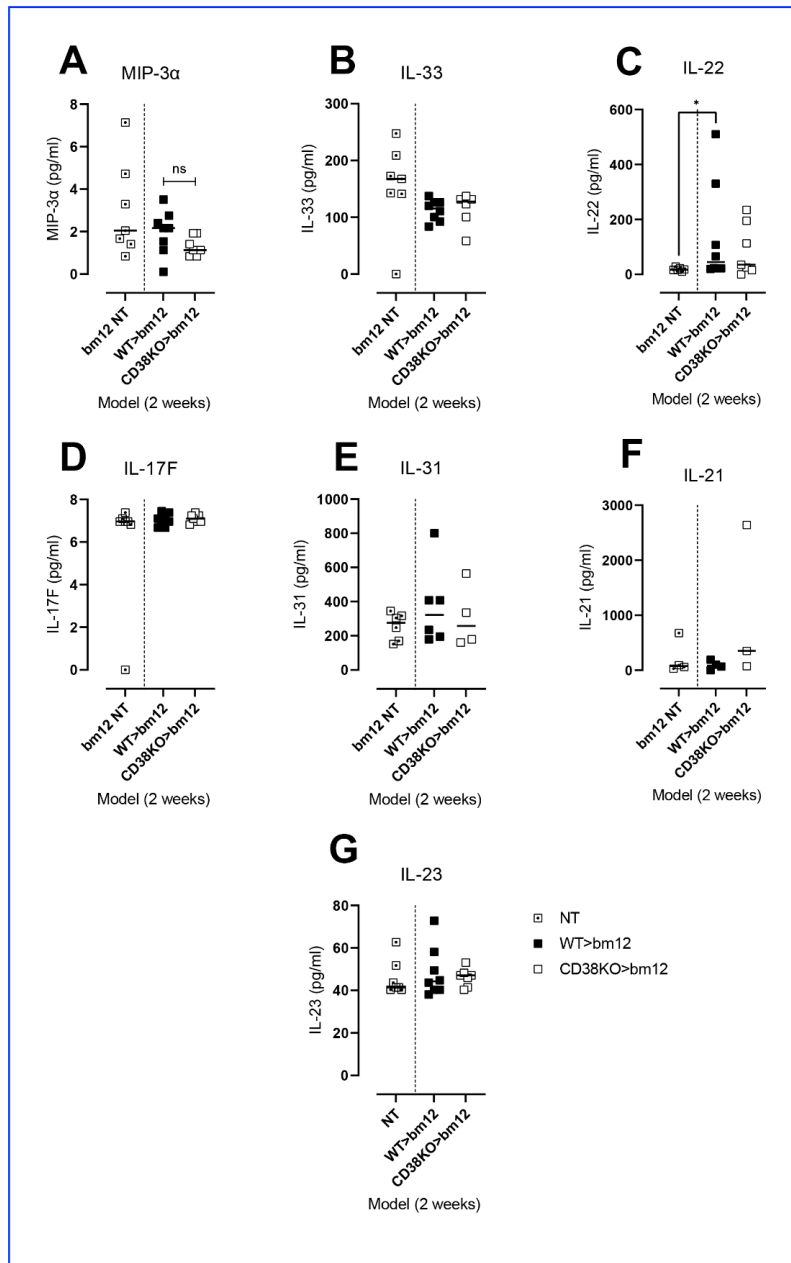 A
MIP-3α
MIP-3α (pg/ml)
8
6
4
2
0
ns
bm12 NT
WT>bm12
CD38KO>bm12
Model (2 weeks)
B
IL-33
IL-33 (pg/ml)
300
200
100
0
bm12 NT
WT>bm12
CD38KO>bm12
Model (2 weeks)
C
IL-22
IL-22 (pg/ml)
600
400
200
0
*
bm12 NT
WT>bm12
CD38KO>bm12
Model (2 weeks)
D
IL-17F
IL-17F (pg/ml)
8
6
4
2
0
bm12 NT
WT>bm12
CD38KO>bm12
Model (2 weeks)
E
IL-31
IL-31 (pg/ml)
1000
800
600
400
200
0
bm12 NT
WT>bm12
CD38KO>bm12
Model (2 weeks)
F
IL-21
IL-21 (pg/ml)
3000
2000
1000
0
bm12 NT
WT>bm12
CD38KO>bm12
Model (2 weeks)
G
IL-23
IL-23 (pg/ml)
80
60
40
20
0
NT
WT>bm12
CD38KO>bm12
Model (2 weeks)
NT
WT>bm12
CD38KO>bm12